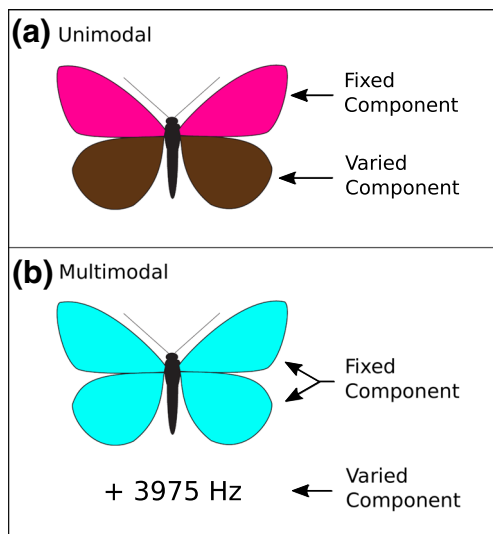 (a) Unimodal
Fixed
Component
Varied
Component
(b) Multimodal
Fixed
Component
+ 3975 Hz
Varied
Component